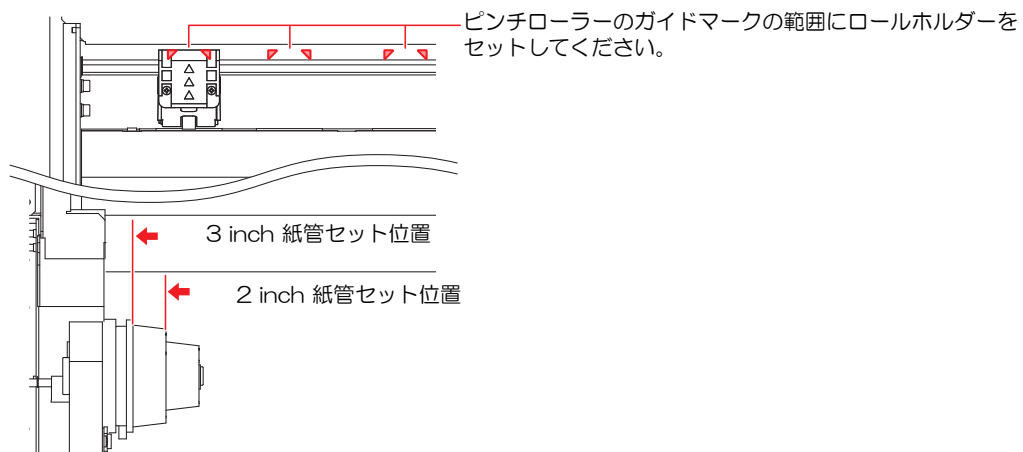 ピンチローラーのガイドマークの範囲にロールホルダーを
セットしてください。
3 inch 紙管セット位置
2 inch 紙管セット位置